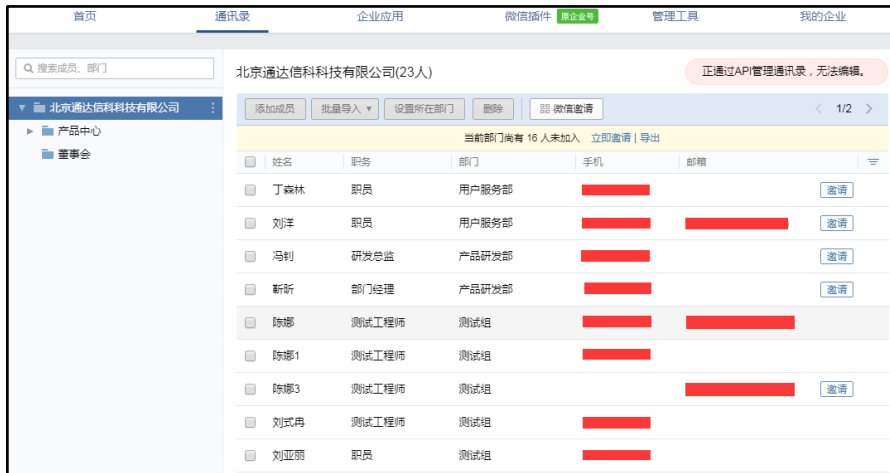 首页 通讯录 企业应用 微信插件 原企业号 管理工具 我的企业
搜索成员、部门
北京通达信科科技有限公司(23人)
正通过API管理通讯录，无法编辑。
北京通达信科科技有限公司
产品中心
董事会
添加成员 批量导入 设置所在部门 删除 微信邀请 1/2
当前部门尚有 16 人未加入 立即邀请 | 导出
姓名 职务 部门 手机 邮箱
丁森林 职员 用户服务部 邀请
刘洋 职员 用户服务部 邀请
冯钊 研发总监 产品研发部 邀请
靳昕 部门经理 产品研发部 邀请
陈娜 测试工程师 测试组
陈娜1 测试工程师 测试组
陈娜3 测试工程师 测试组 邀请
刘式冉 测试工程师 测试组
刘亚丽 职员 测试组